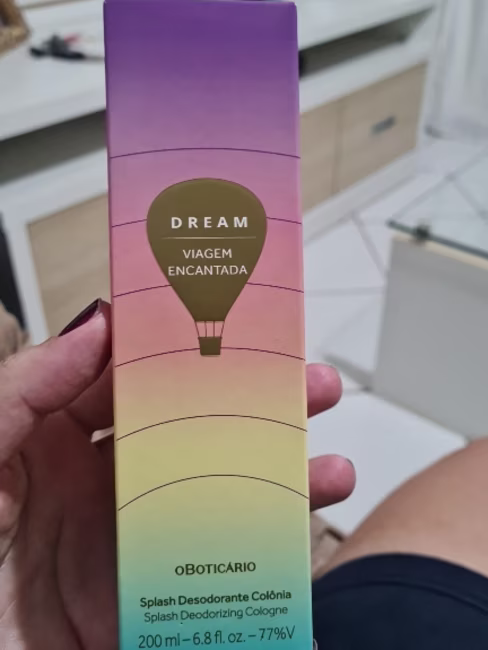 DREAM
VIAGEM
ENCANTADA
oBOTICÁRIO
Splash Desodorante Colônia
Splash Deodorizing Cologne
200 ml – 6.8 fl. oz. – 77%V